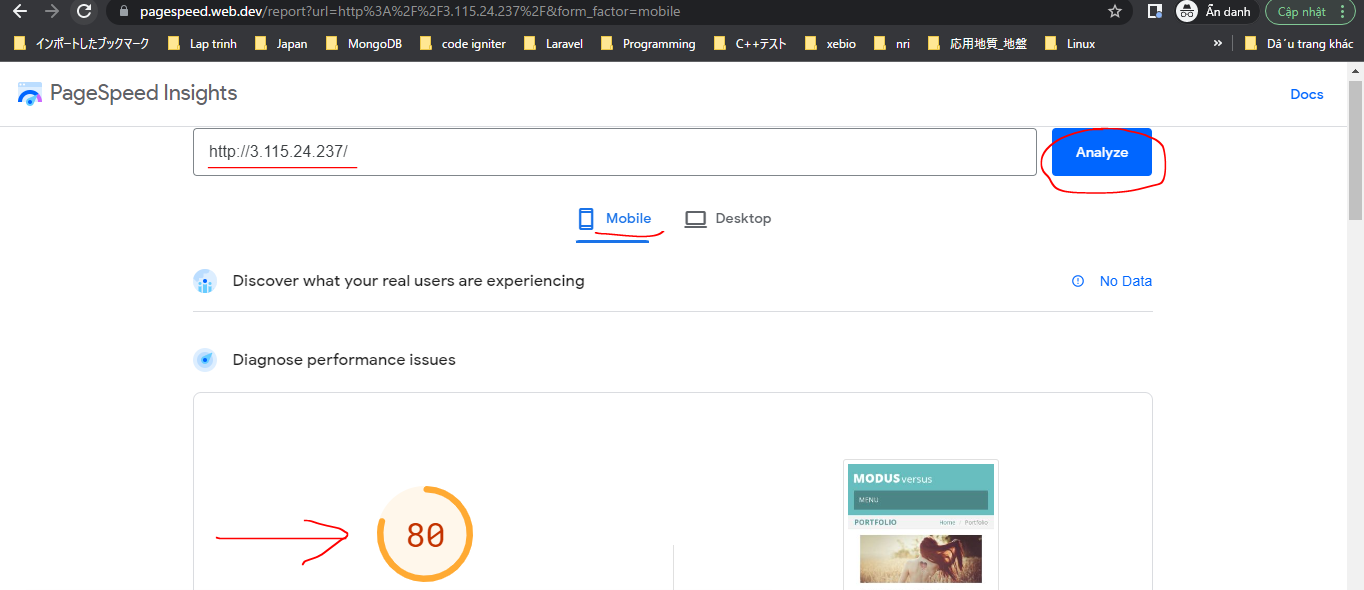 pagespeed.web.dev/report?url=http%3A%2F%2F3.115.24.237%2F&form_factor=mobile
Ẩn danh
Cập nhật
インポートしたブックマーク
Lap trinh
Japan
MongoDB
code igniter
Laravel
Programming
C++テスト
xebio
nri
応用地質_地盤
Linux
»
Dấu trang khác
PageSpeed Insights
Docs
http://3.115.24.237/
Analyze
Mobile
Desktop
Discover what your real users are experiencing
No Data
Diagnose performance issues
80
MODUS versus
MENU
PORTFOLIO
Home / Portfolio